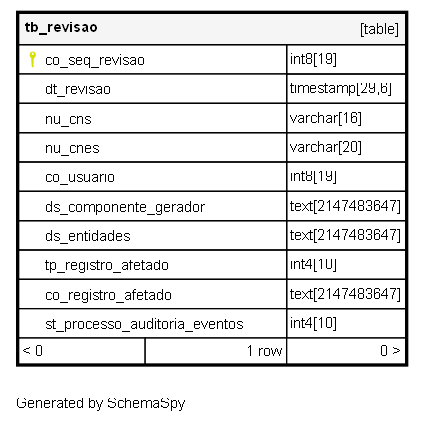 tb_revisao [table]
co_seq_revisao int8[19]
dt_revisao timestamp[29,6]
nu_cns varchar[16]
nu_cnes varchar[20]
co_usuario int8[19]
ds_componente_gerador text[2147483647]
ds_entidades text[2147483647]
tp_registro_afetado int4[10]
co_registro_afetado text[2147483647]
st_processo_auditoria_eventos int4[10]
< 0 1 row 0 >
Generated by SchemaSpy